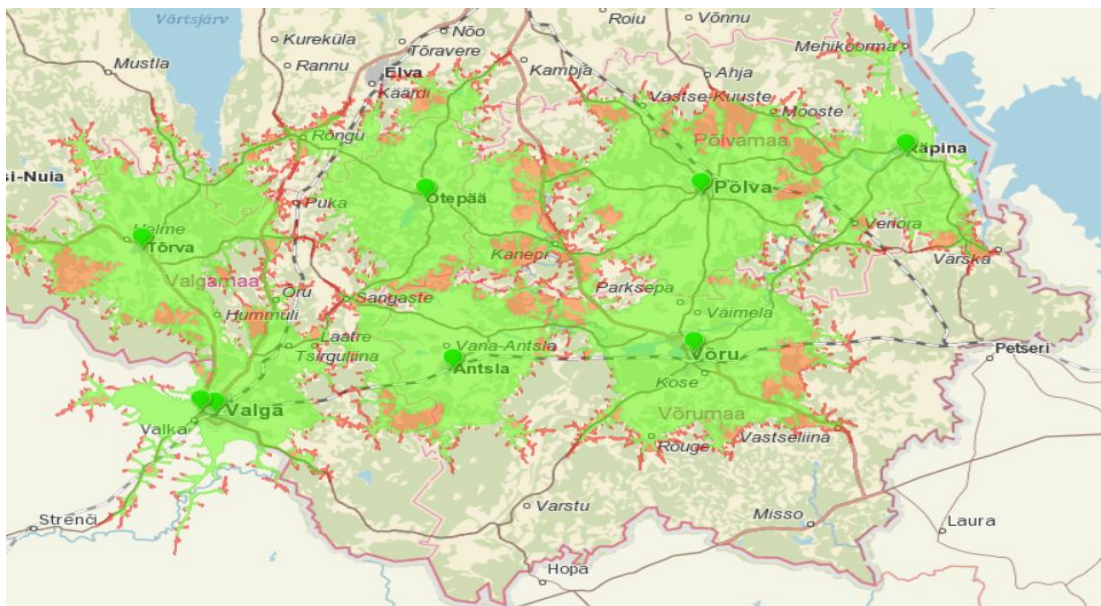 Võrtsjärv
Roiu
Võnnu
Nõo
Kureküla
Tõravere
Mehikoorma
Mustla
Rannu
Elva
Kambja
Ahja
Käärdi
Vastse-Kuuste
Mooste
Rõngu
Põlvamaa
Räpina
si-Nuia
Põlva
Otepää
Puka
Veriora
Helme
Tõrva
Kanepi
Värska
Valgamaa
Parksepa
Oru
Sangaste
Hummuli
Väimela
Laatre
Vana-Antsla
Tsirguliina
Võru
Petseri
Antsla
Kose
Valga
Võrumaa
Valka
Vastseliina
Rõuge
Varstu
Strenči
Misso
Laura
Hopa